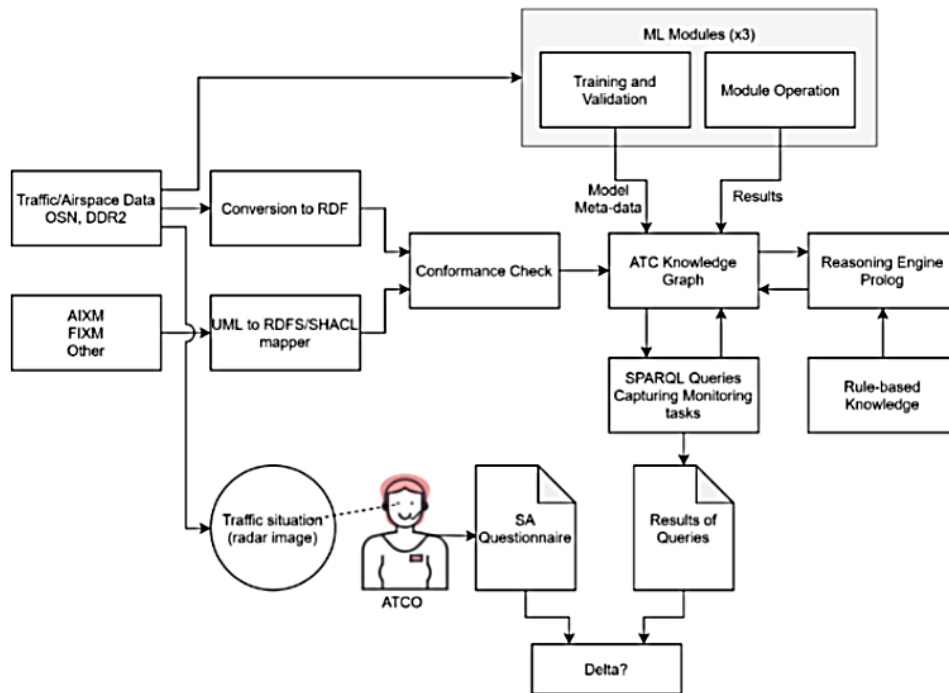 ML Modules (x3)
Training and
Validation
Module Operation
Traffic/Airspace Data
OSN, DDR2
Conversion to RDF
Model
Meta-data
Results
Conformance Check
ATC Knowledge
Graph
Reasoning Engine
Prolog
AIXM
FIXM
Other
UML to RDFS/SHACL
mapper
SPARQL Queries
Capturing Monitoring
tasks
Rule-based
Knowledge
Traffic situation
(radar image)
ATCO
SA
Questionnaire
Results of
Queries
Delta?